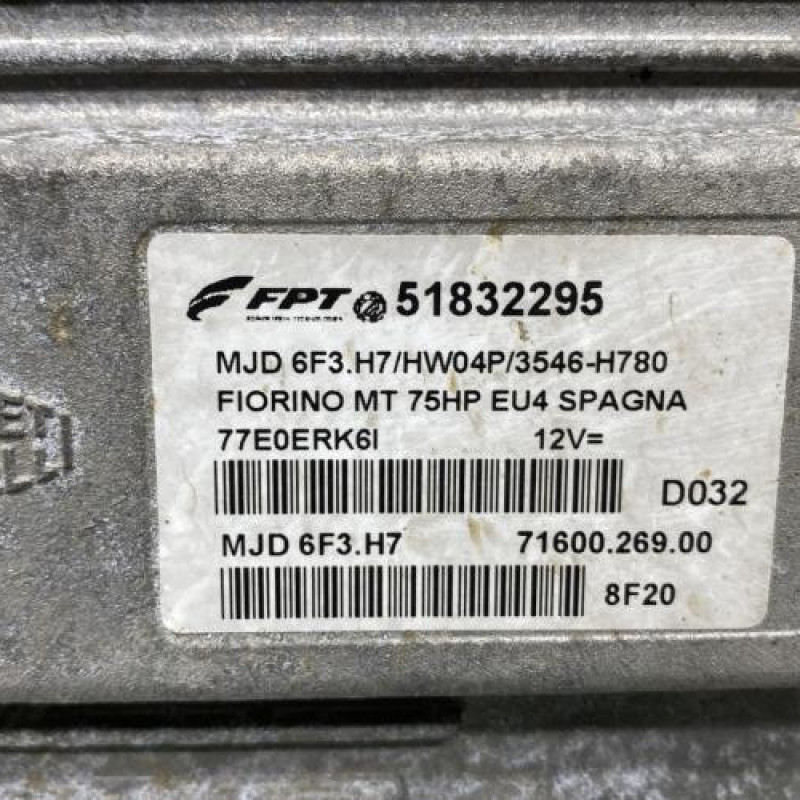 FPT 51832295
MJD 6F3.H7/HW04P/3546-H780
FIORINO MT 75HP EU4 SPAGNA
77E0ERK6I 12V=
D032
MJD 6F3.H7 71600.269.00
8F20